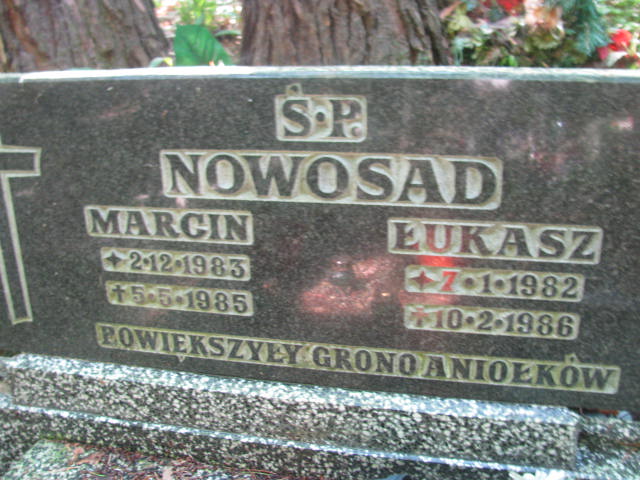 Ś·P.
NOWOSAD
MARCIN
✦2·12·1983
✝5·5·1985
ŁUKASZ
✦7·1·1982
✝10·2·1986
POWIĘKSZYŁY GRONO ANIOŁKÓW